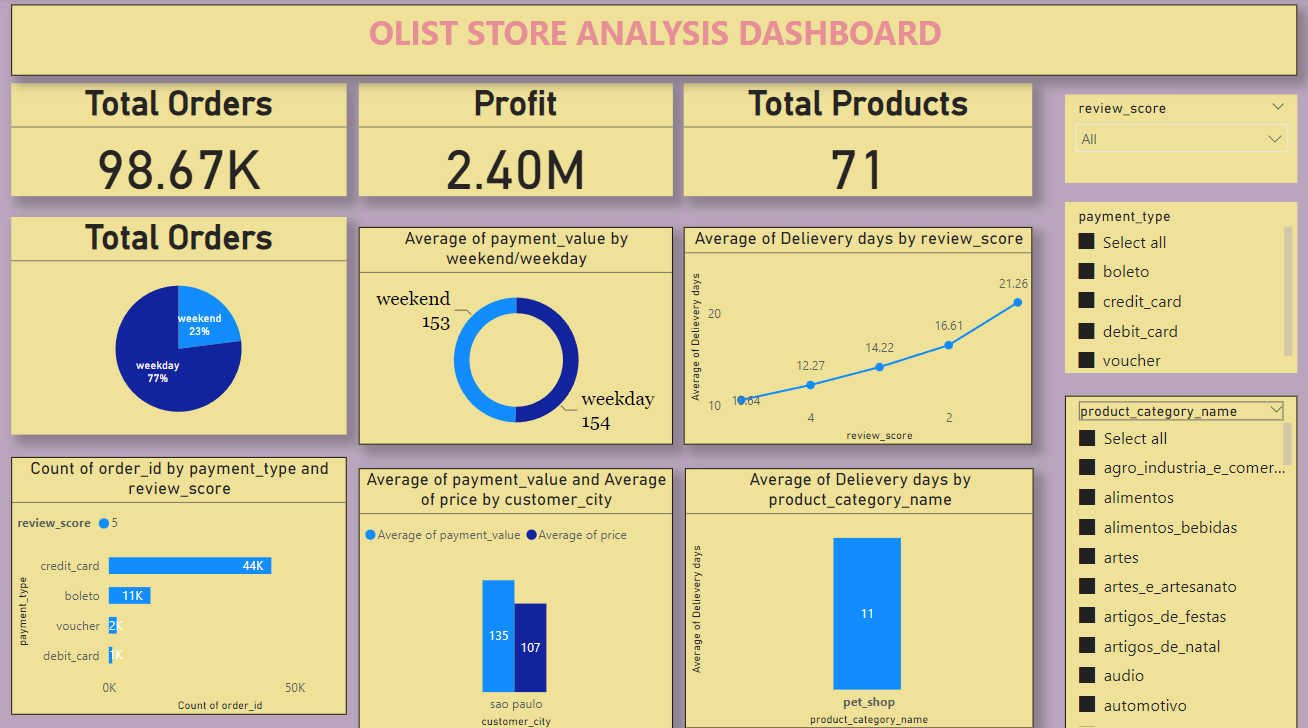 OLIST STORE ANALYSIS DASHBOARD
Total Orders
98.67K
Profit
2.40M
Total Products
71
review_score
All
payment_type
Select all
boleto
credit_card
debit_card
voucher
Total Orders
weekend
23%
weekday
77%
Average of payment_value by
weekend/weekday
weekend
153
weekday
154
Average of Delievery days by review_score
Average of Delievery days
20
10
21.26
16.61
14.22
12.27
4
2
review_score
product_category_name
Select all
agro_industria_e_comer...
alimentos
alimentos_bebidas
artes
artes_e_artesanato
artigos_de_festas
artigos_de_natal
audio
automotivo
Count of order_id by payment_type and
review_score
review_score
5
payment_type
credit_card
44K
boleto
11K
voucher
2K
debit_card
1K
0K
50K
Count of order_id
Average of payment_value and Average
of price by customer_city
Average of payment_value
Average of price
135
107
sao paulo
customer_city
Average of Delievery days by
product_category_name
Average of Delievery days
11
pet_shop
product_category_name